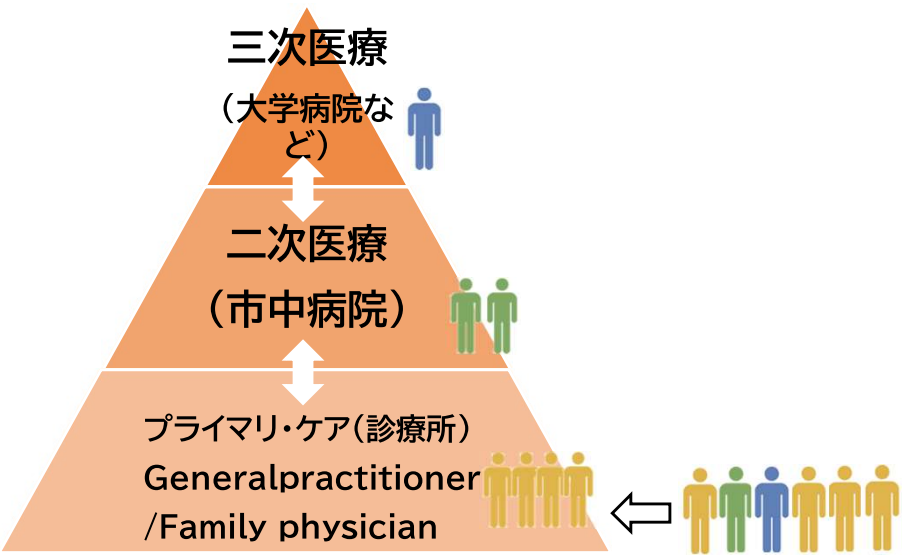 三次医療
（大学病院な
ど）
二次医療
（市中病院）
プライマリ・ケア（診療所）
Generalpractitioner
/Family physician